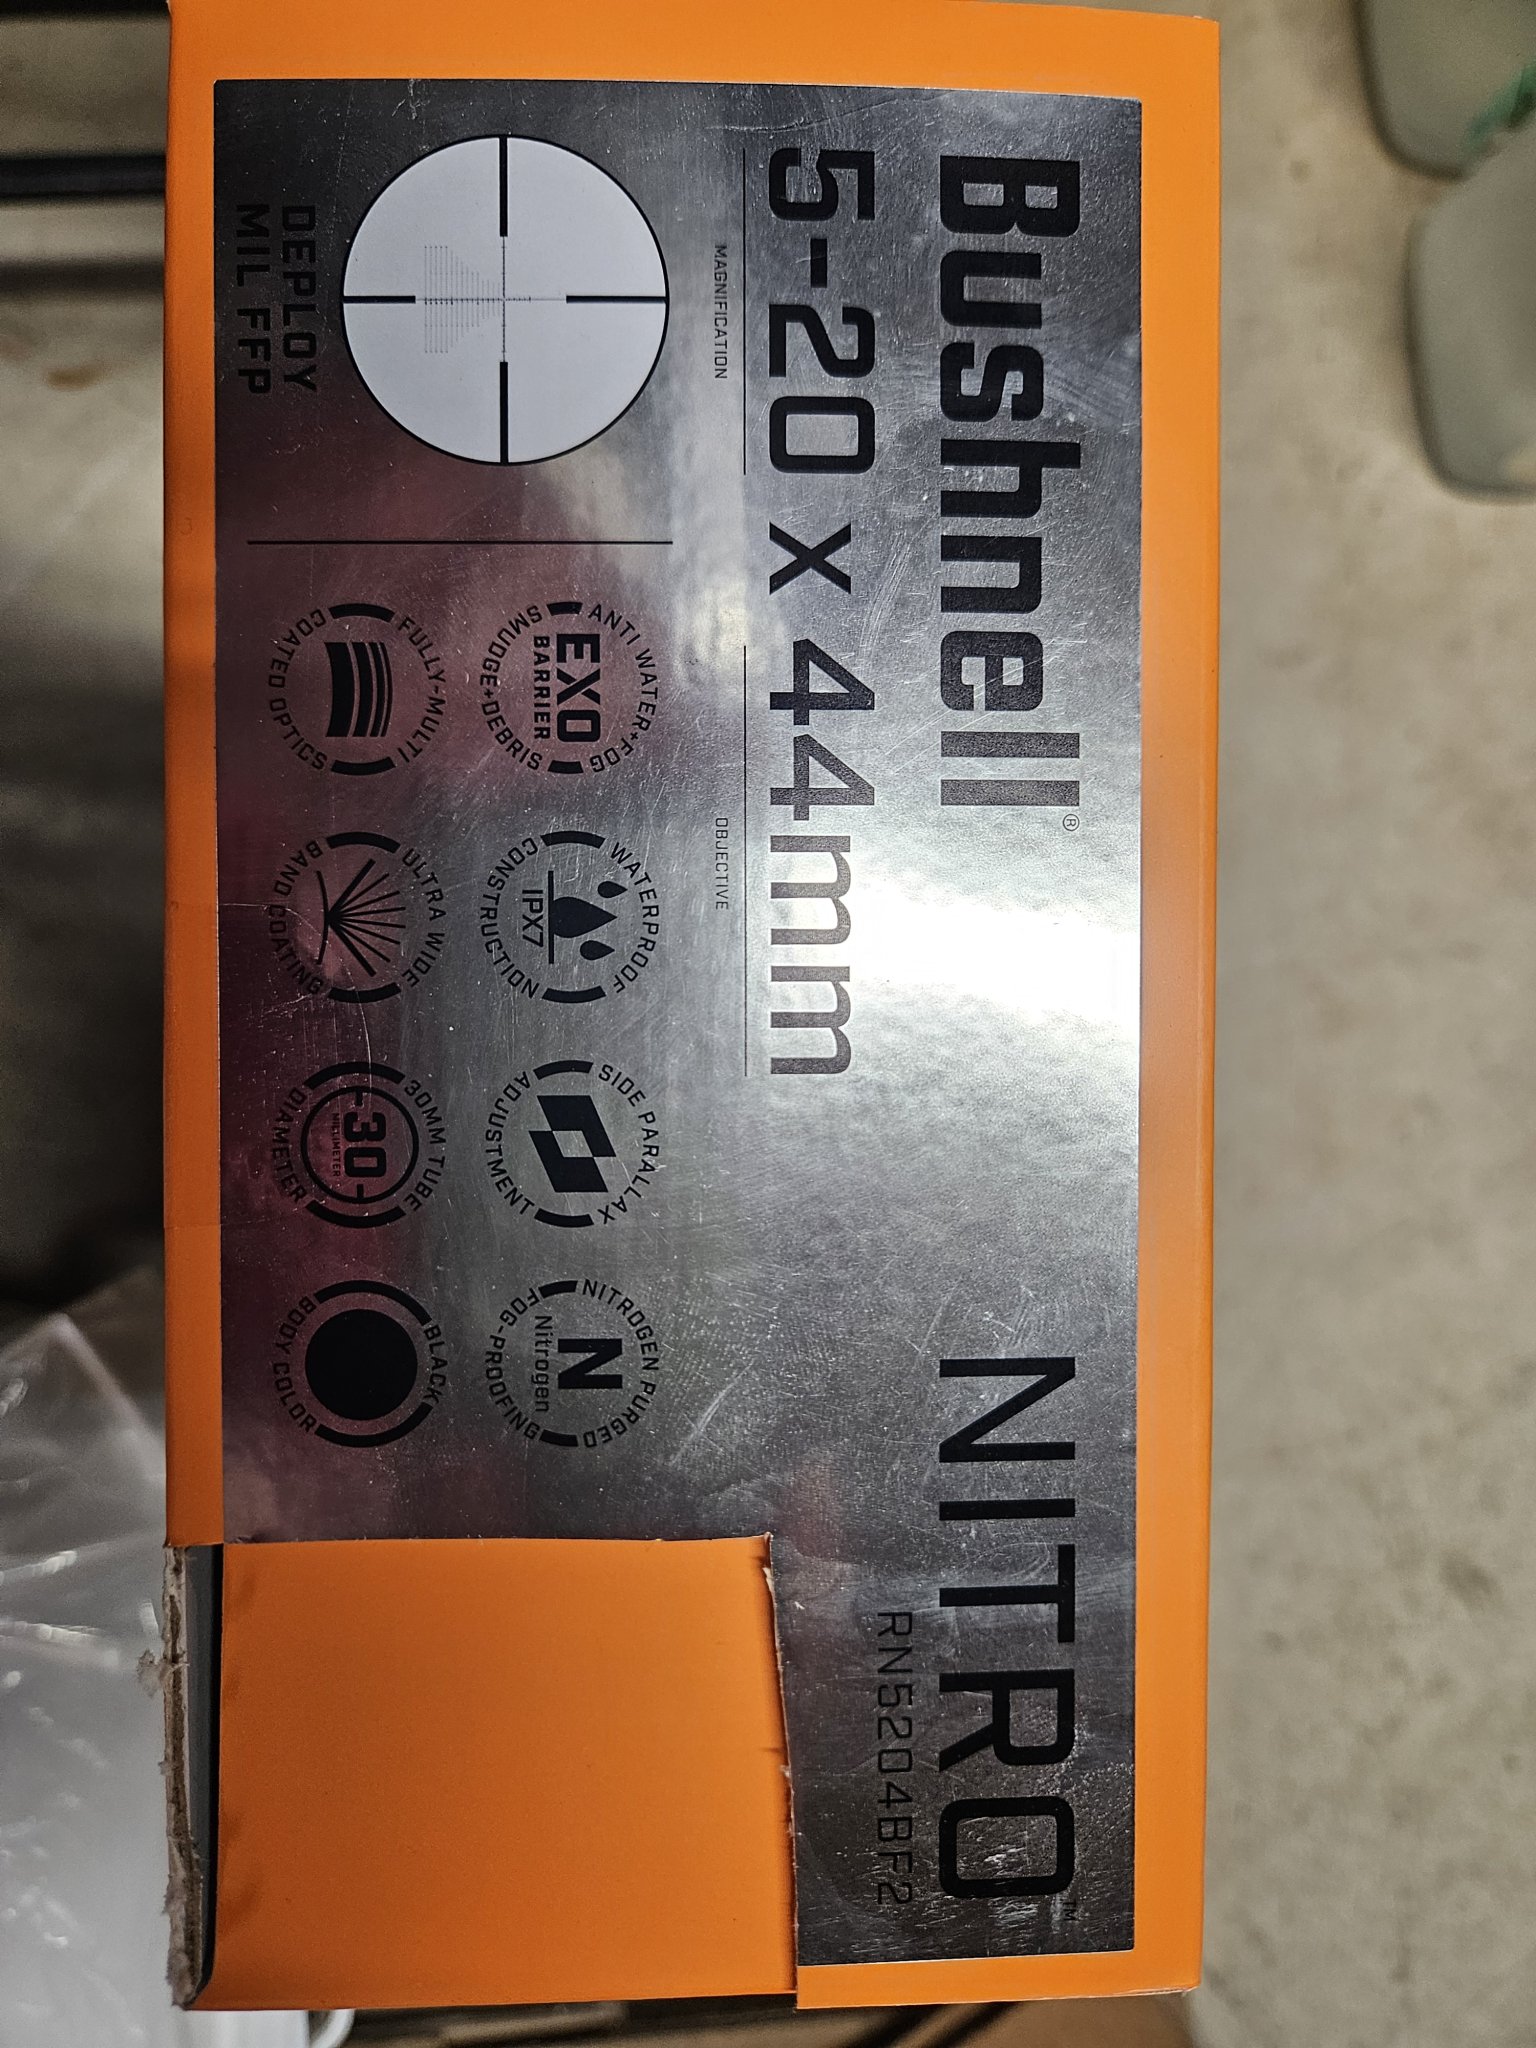 Bushnell®
NITRO™
RN5204BF2
5-20 x 44mm
MAGNIFICATION
OBJECTIVE
DEPLOY
MIL FFP
ANTI WATER+FOG
EXO
BARRIER
SMUDGE+DEBRIS
WATERPROOF
IPX7
CONSTRUCTION
SIDE PARALLAX
ADJUSTMENT
NITROGEN PURGED
N
Nitrogen
FOG-PROOFING
FULLY-MULTI
COATED OPTICS
ULTRA WIDE
BAND COATING
30MM TUBE
30
MILLIMETER
DIAMETER
BLACK
BODY COLOR